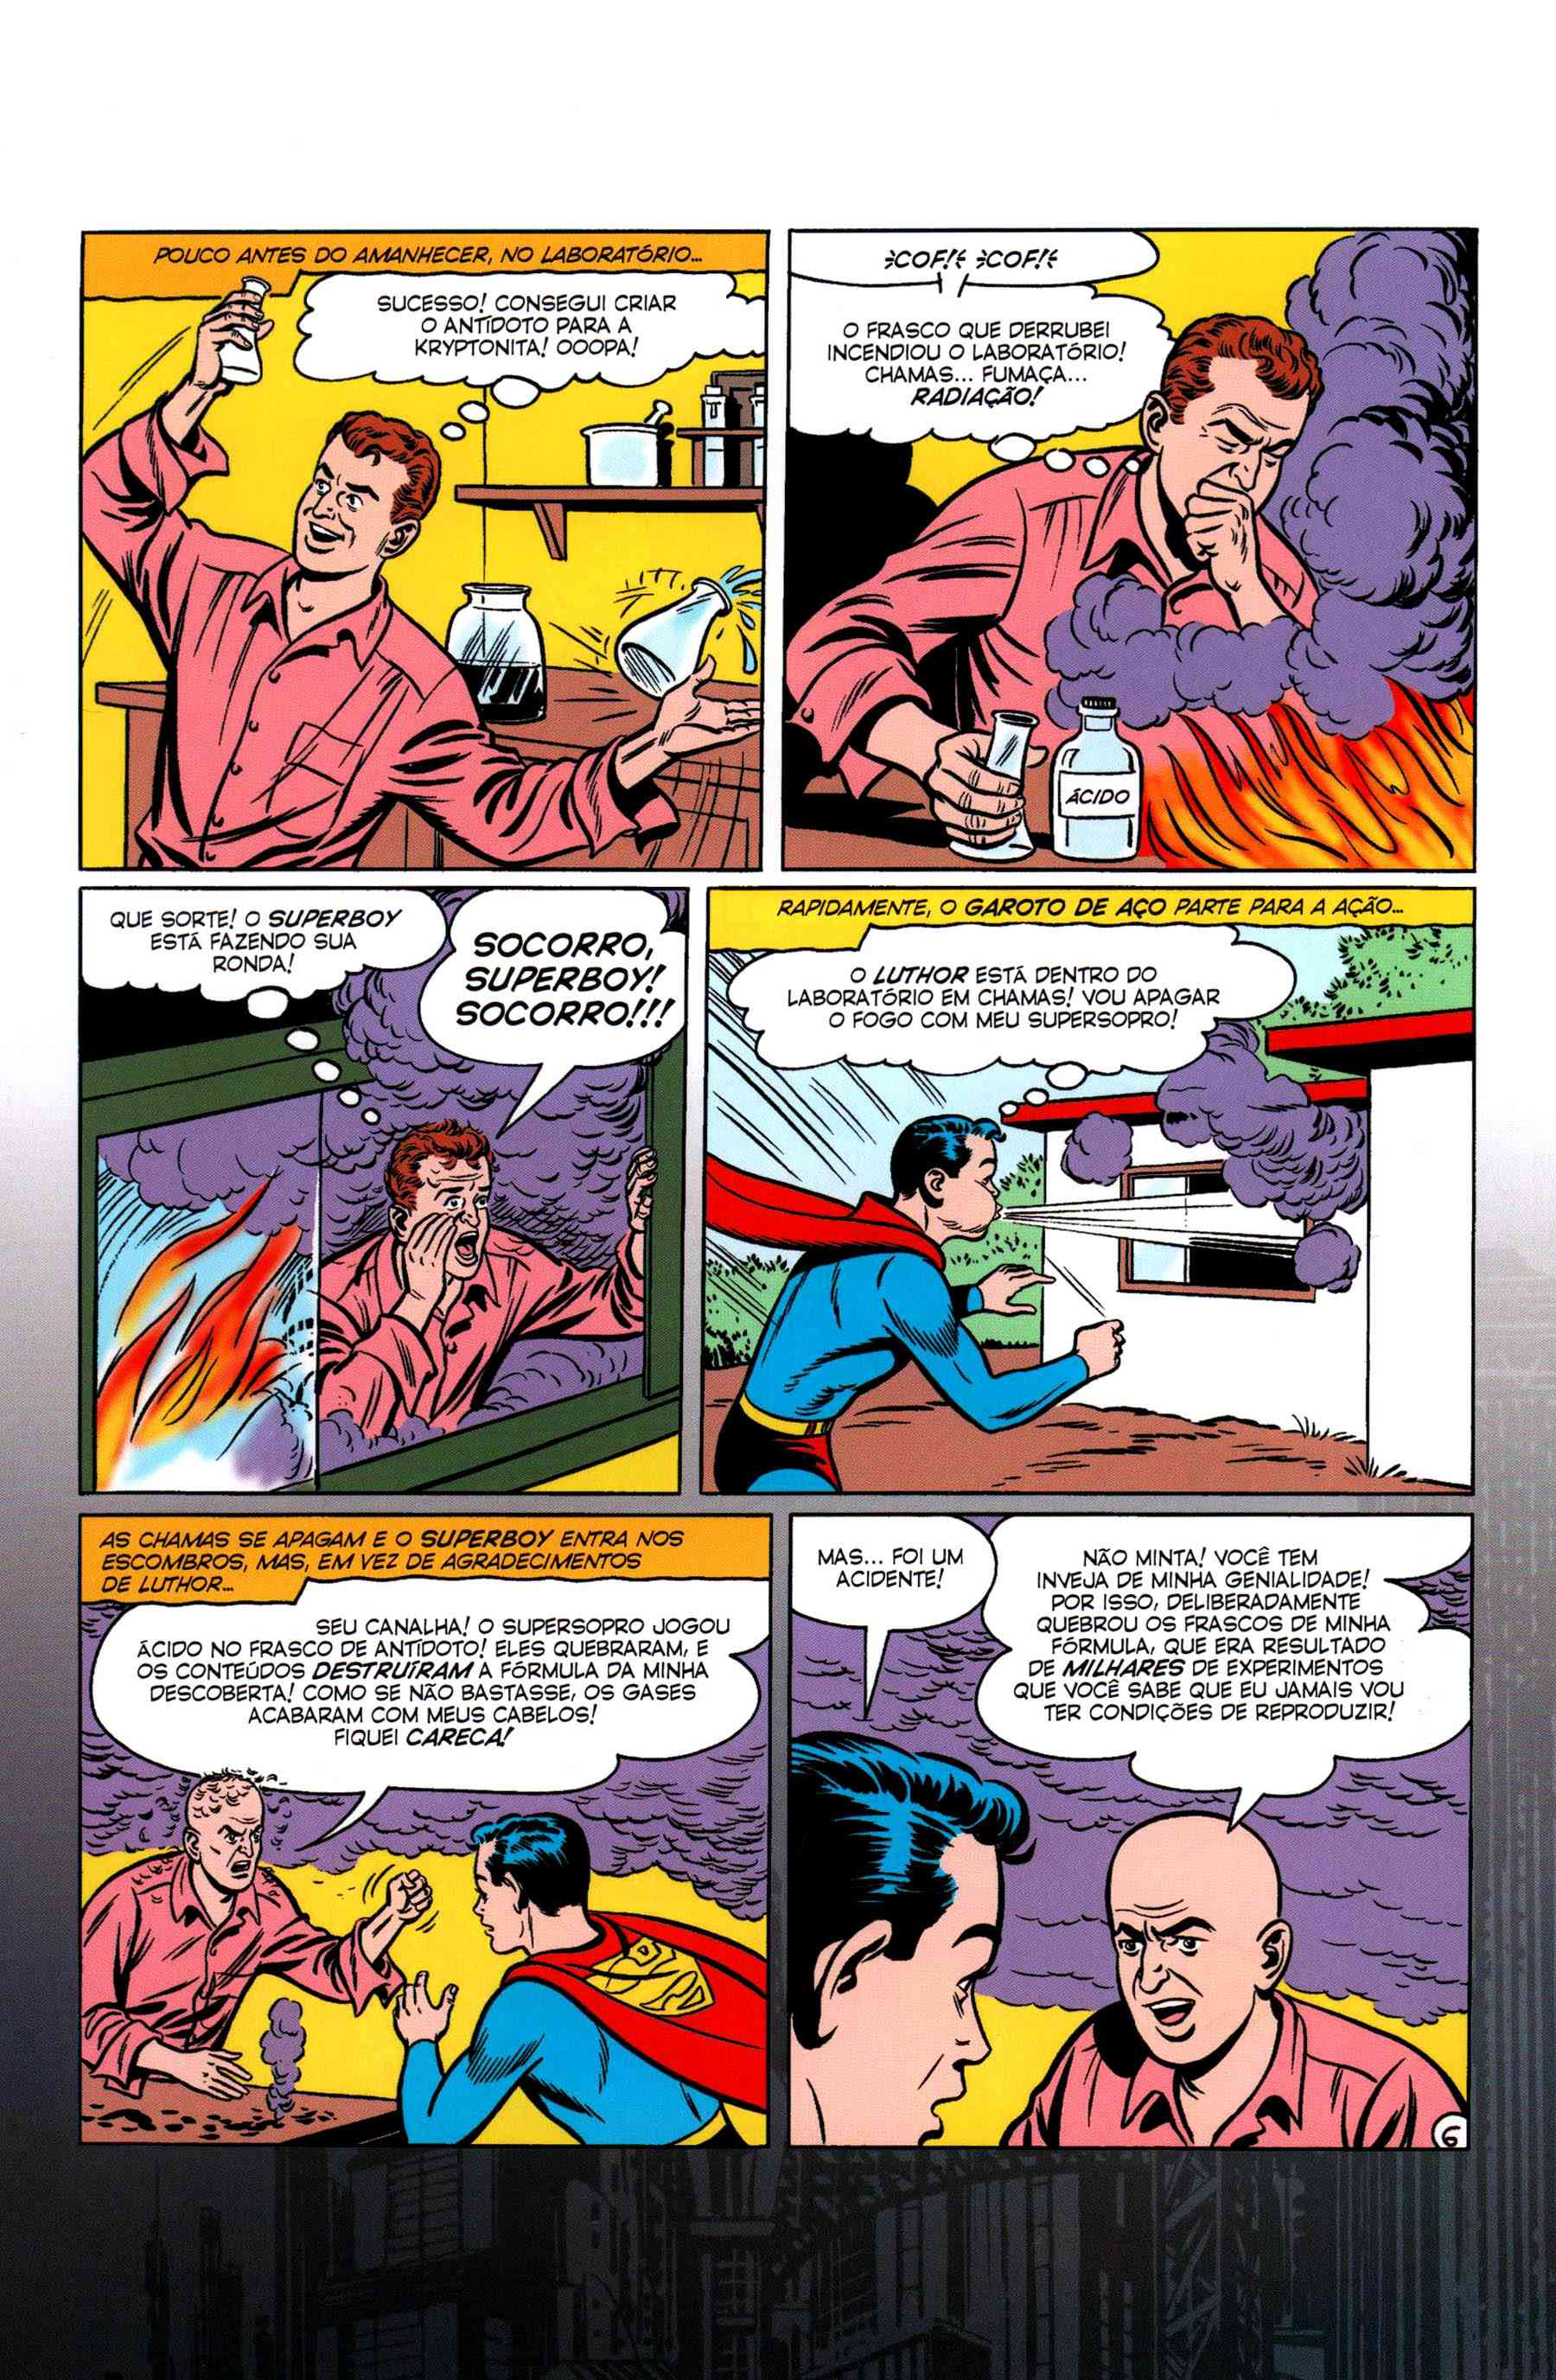 POUCO ANTES DO AMANHECER, NO LABORATÓRIO...
SUCESSO! CONSEGUI CRIAR
O ANTÍDOTO PARA A
KRYPTONITA! OOOPA!
COF! COF!
O FRASCO QUE DERRUBEI
INCENDIOU O LABORATÓRIO!
CHAMAS... FUMAÇA...
RADIAÇÃO!
ÁCIDO
QUE SORTE! O SUPERBOY
ESTÁ FAZENDO SUA
RONDA!
SOCORRO,
SUPERBOY!
SOCORRO!!!
RAPIDAMENTE, O GAROTO DE AÇO PARTE PARA A AÇÃO...
O LUTHOR ESTÁ DENTRO DO
LABORATÓRIO EM CHAMAS! VOU APAGAR
O FOGO COM MEU SUPERSOPRO!
AS CHAMAS SE APAGAM E O SUPERBOY ENTRA NOS
ESCOMBROS, MAS, EM VEZ DE AGRADECIMENTOS
DE LUTHOR...
SEU CANALHA! O SUPERSOPRO JOGOU
ÁCIDO NO FRASCO DE ANTÍDOTO! ELES QUEBRARAM, E
OS CONTEÚDOS DESTRUÍRAM A FÓRMULA DA MINHA
DESCOBERTA! COMO SE NÃO BASTASSE, OS GASES
ACABARAM COM MEUS CABELOS!
FIQUEI CARECA!
MAS... FOI UM
ACIDENTE!
NÃO MINTA! VOCÊ TEM
INVEJA DE MINHA GENIALIDADE!
POR ISSO, DELIBERADAMENTE
QUEBROU OS FRASCOS DE MINHA
FÓRMULA, QUE ERA RESULTADO
DE MILHARES DE EXPERIMENTOS
QUE VOCÊ SABE QUE EU JAMAIS VOU
TER CONDIÇÕES DE REPRODUZIR!
6